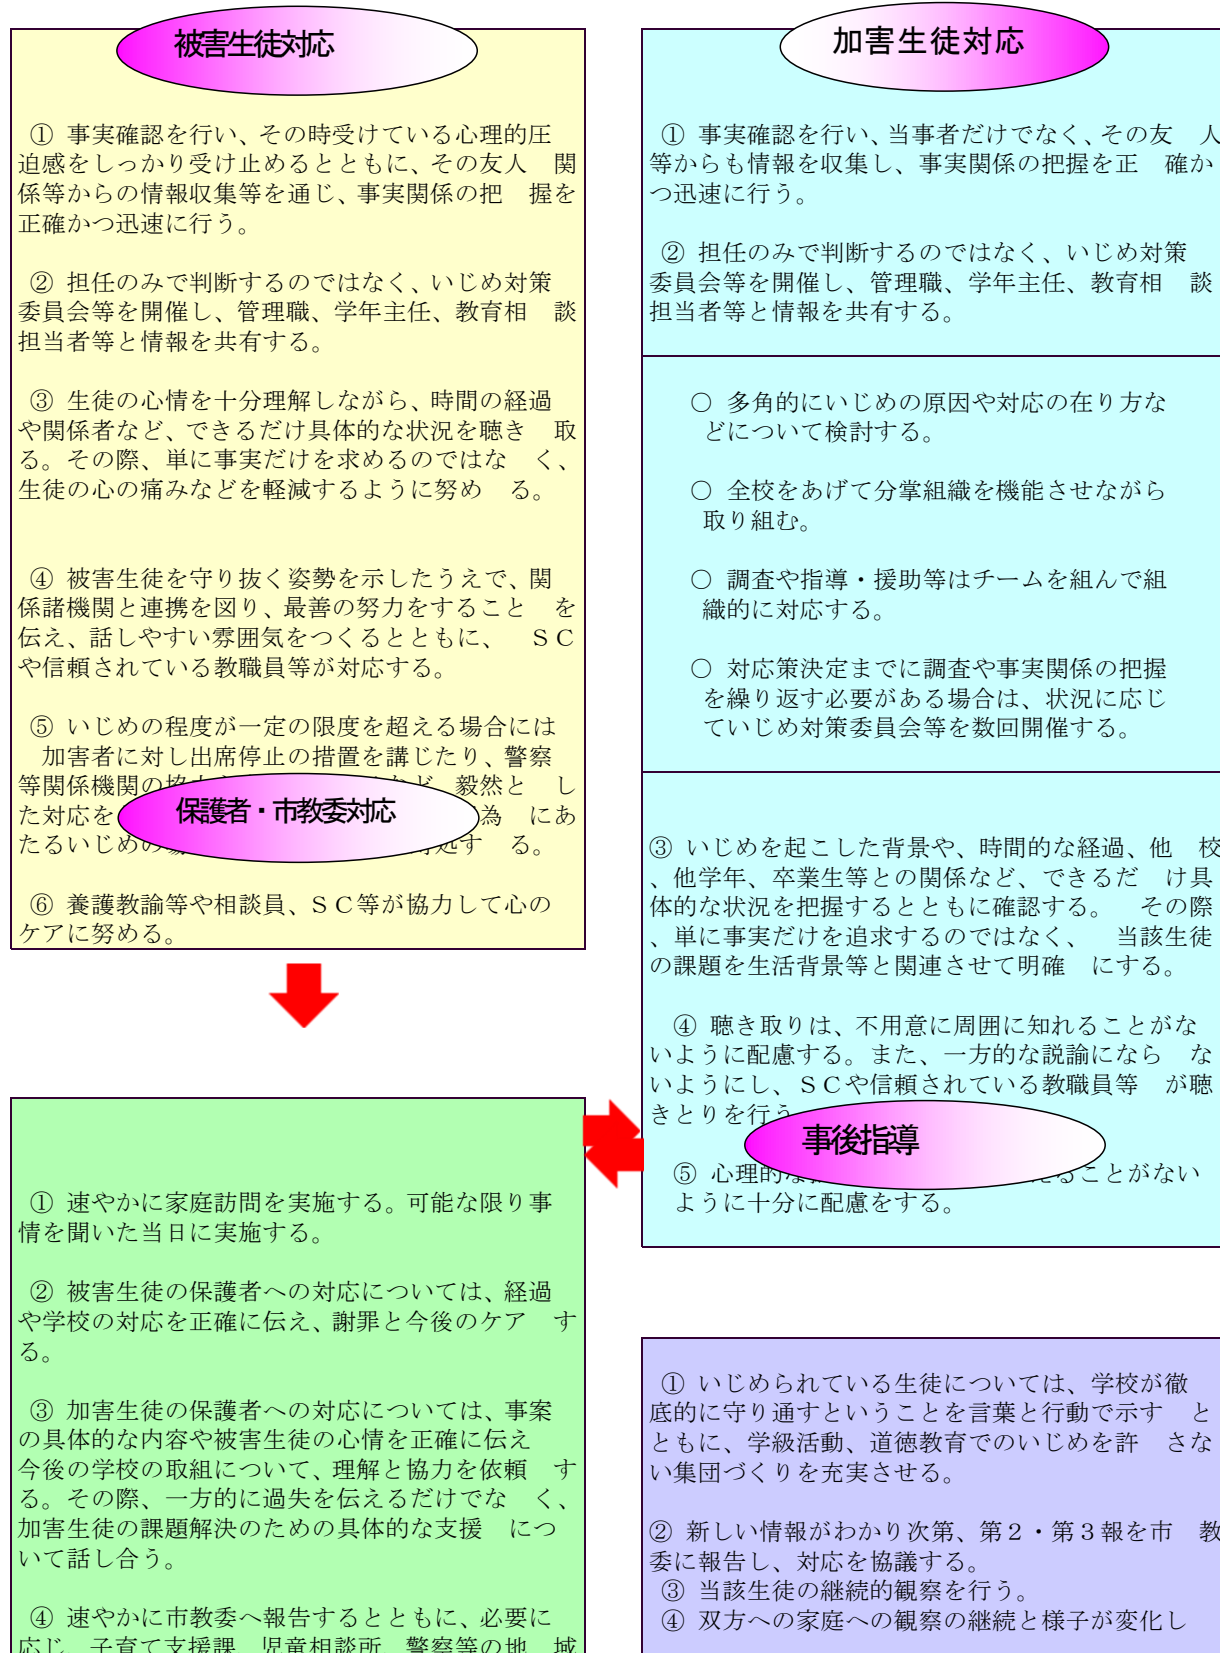 被害生徒対応
① 事実確認を行い、その時受けている心理的圧
迫感をしっかり受け止めるとともに、その友人　関
係等からの情報収集等を通じ、事実関係の把　握を
正確かつ迅速に行う。
② 担任のみで判断するのではなく、いじめ対策
委員会等を開催し、管理職、学年主任、教育相　談
担当者等と情報を共有する。
③ 生徒の心情を十分理解しながら、時間の経過
や関係者など、できるだけ具体的な状況を聴き　取
る。その際、単に事実だけを求めるのではな　く、
生徒の心の痛みなどを軽減するように努め　る。
④ 被害生徒を守り抜く姿勢を示したうえで、関
係諸機関と連携を図り、最善の努力をすること　を
伝え、話しやすい雰囲気をつくるとともに、　ＳＣ
や信頼されている教職員等が対応する。
⑤ いじめの程度が一定の限度を超える場合には
加害者に対し出席停止の措置を講じたり、警察
等関係機関の　毅然と　し
た対応を　為　にあ
たるいじめの　る。
⑥ 養護教諭等や相談員、ＳＣ等が協力して心の
ケアに努める。
保護者・市教委対応
① 速やかに家庭訪問を実施する。可能な限り事
情を聞いた当日に実施する。
② 被害生徒の保護者への対応については、経過
や学校の対応を正確に伝え、謝罪と今後のケア　す
る。
③ 加害生徒の保護者への対応については、事案
の具体的な内容や被害生徒の心情を正確に伝え
今後の学校の取組について、理解と協力を依頼　す
る。その際、一方的に過失を伝えるだけでな　く、
加害生徒の課題解決のための具体的な支援　につ
いて話し合う。
④ 速やかに市教委へ報告するとともに、必要に
応じ　子育て支援課　児童相談所　警察等の地　域
加害生徒対応
① 事実確認を行い、当事者だけでなく、その友　人
等からも情報を収集し、事実関係の把握を正　確か
つ迅速に行う。
② 担任のみで判断するのではなく、いじめ対策
委員会等を開催し、管理職、学年主任、教育相　談
担当者等と情報を共有する。
○ 多角的にいじめの原因や対応の在り方な
どについて検討する。
○ 全校をあげて分掌組織を機能させながら
取り組む。
○ 調査や指導・援助等はチームを組んで組
織的に対応する。
○ 対応策決定までに調査や事実関係の把握
を繰り返す必要がある場合は、状況に応じ
ていじめ対策委員会等を数回開催する。
③ いじめを起こした背景や、時間的な経過、他　校
、他学年、卒業生等との関係など、できるだ　け具
体的な状況を把握するとともに確認する。　その際
、単に事実だけを追求するのではなく、　当該生徒
の課題を生活背景等と関連させて明確　にする。
④ 聴き取りは、不用意に周囲に知れることがな
いように配慮する。また、一方的な説諭になら　な
いようにし、ＳＣや信頼されている教職員等　が聴
きとりを行う
⑤ 心理的な　ることがない
ように十分に配慮をする。
事後指導
① いじめられている生徒については、学校が徹
底的に守り通すということを言葉と行動で示す　と
ともに、学級活動、道徳教育でのいじめを許　さな
い集団づくりを充実させる。
② 新しい情報がわかり次第、第２・第３報を市　教
委に報告し、対応を協議する。
③ 当該生徒の継続的観察を行う。
④ 双方への家庭への観察の継続と様子が変化し